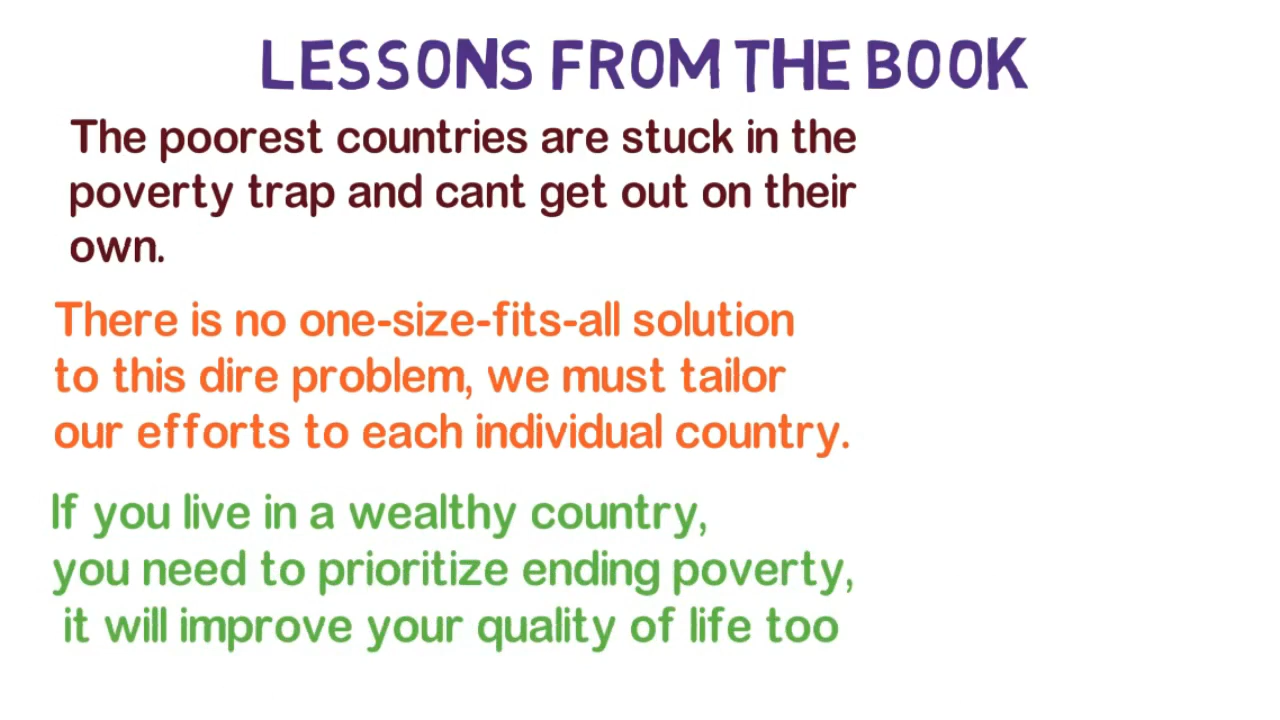 LESSONS FROM THE BOOK
The poorest countries are stuck in the
poverty trap and cant get out on their
own.
There is no one-size-fits-all solution
to this dire problem, we must tailor
our efforts to each individual country.
If you live in a wealthy country,
you need to prioritize ending poverty,
it will improve your quality of life too